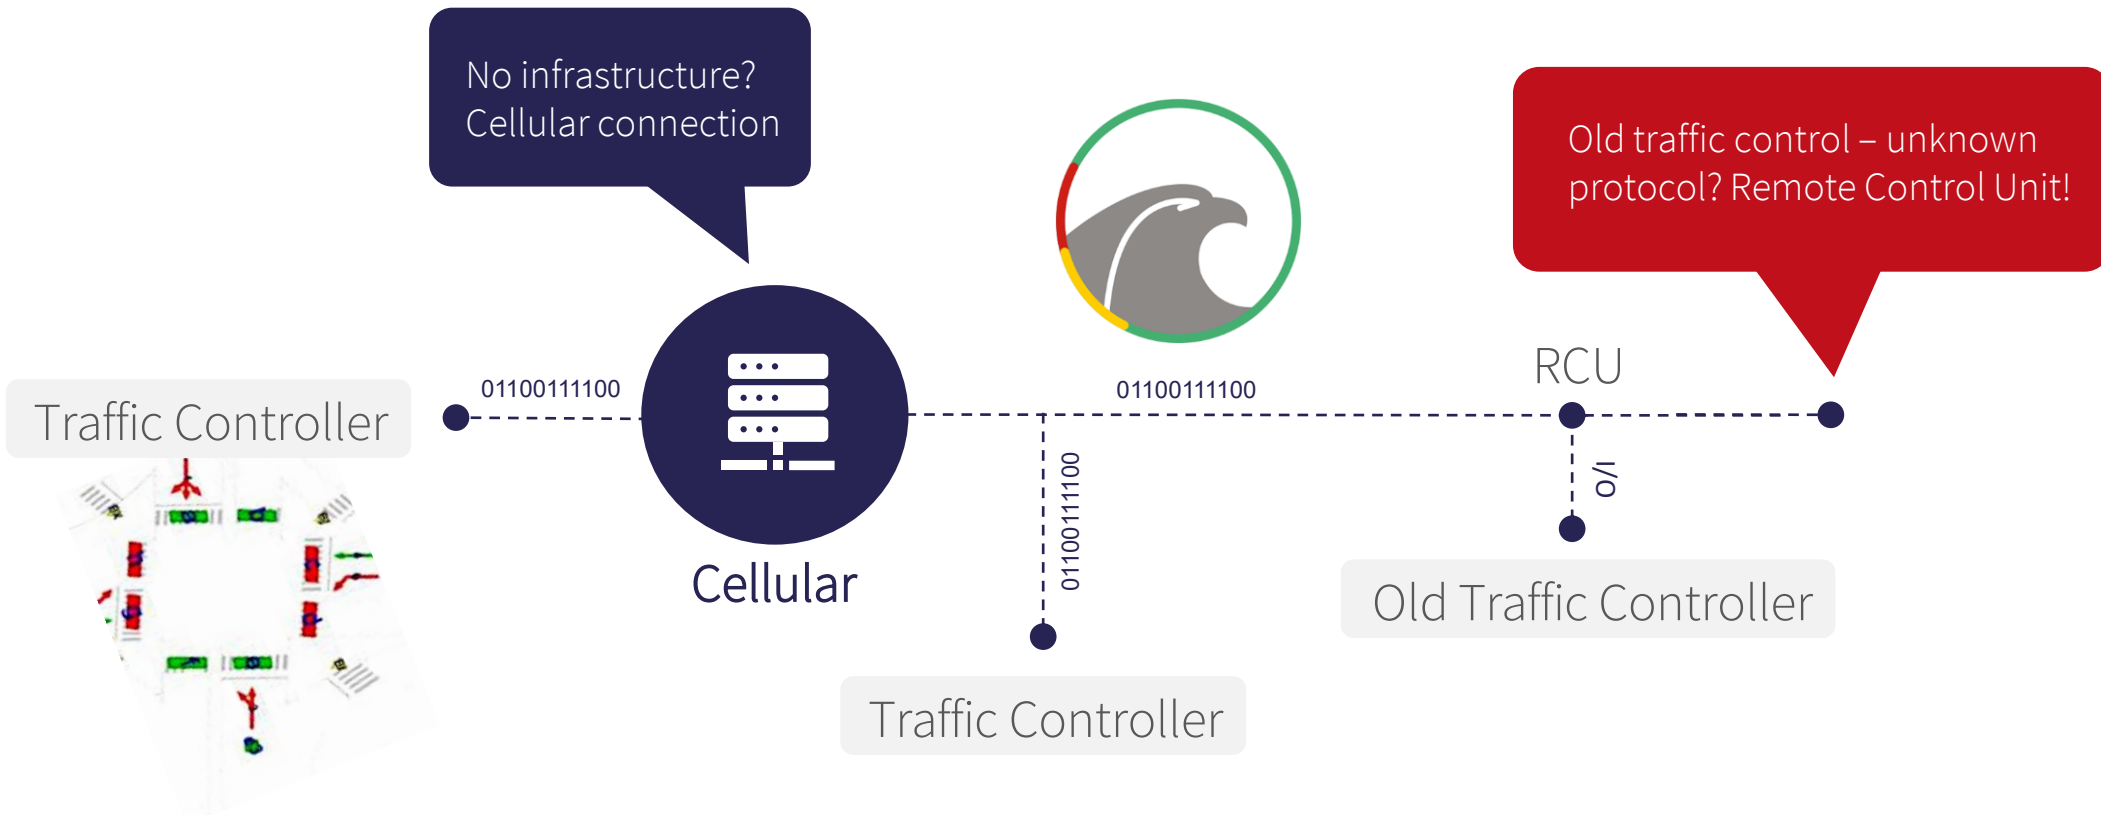 No infrastructure?
Cellular connection
Old traffic control – unknown
protocol? Remote Control Unit!
RCU
Traffic Controller
01100111100
01100111100
01100111100
I/O
Cellular
Old Traffic Controller
Traffic Controller